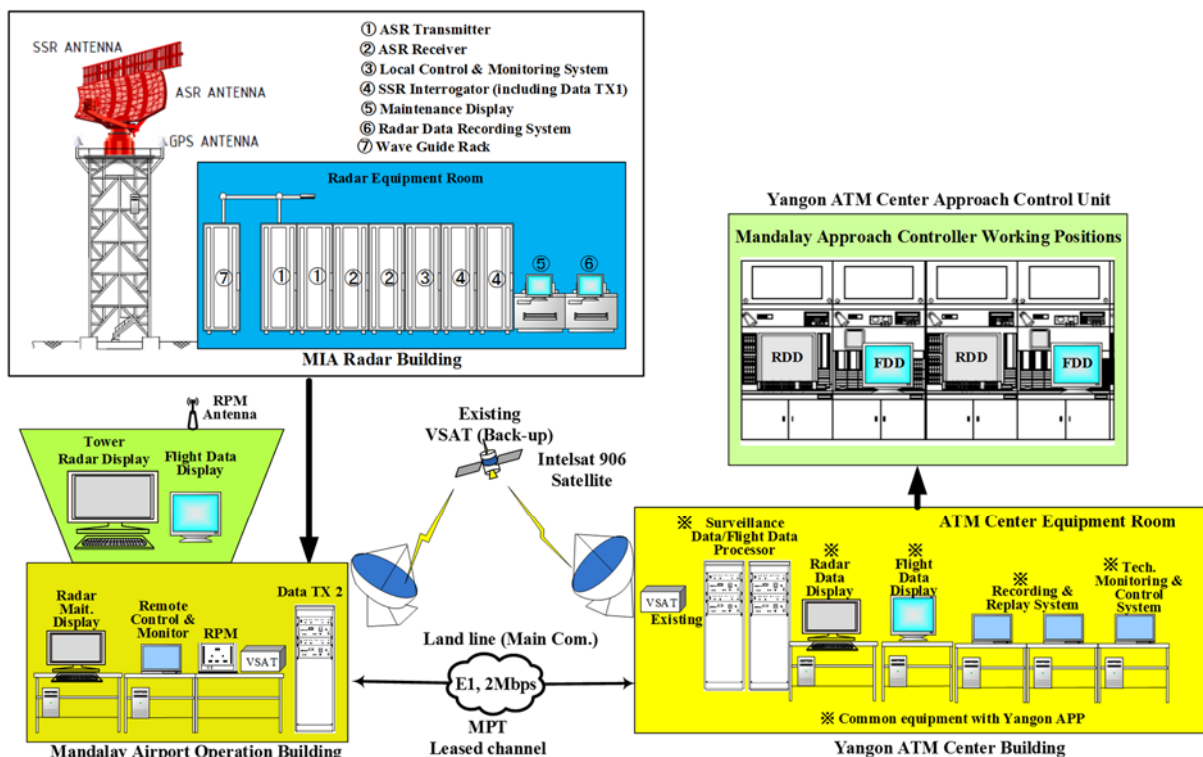 SSR ANTENNA
ASR ANTENNA
GPS ANTENNA
① ASR Transmitter
② ASR Receiver
③ Local Control & Monitoring System
④ SSR Interrogator (including Data TX1)
⑤ Maintenance Display
⑥ Radar Data Recording System
⑦ Wave Guide Rack
Radar Equipment Room
⑦
①
①
②
②
③
④
④
⑤
⑥
MIA Radar Building
Yangon ATM Center Approach Control Unit
Mandalay Approach Controller Working Positions
RDD
FDD
RDD
FDD
RPM
Antenna
Tower
Radar Display
Flight Data
Display
Existing
VSAT (Back-up)
Intelsat 906
Satellite
Radar
Mait.
Display
Remote
Control &
Monitor
RPM
VSAT
Data TX 2
Mandalay Airport Operation Building
Land line (Main Com.)
E1, 2Mbps
MPT
Leased channel
ATM Center Equipment Room
VSAT
Existing
※ Surveillance
Data/Flight Data
Processor
※
Radar
Data
Display
※
Flight
Data
Display
※
Recording &
Replay System
※ Tech.
Monitoring &
Control
System
※ Common equipment with Yangon APP
Yangon ATM Center Building